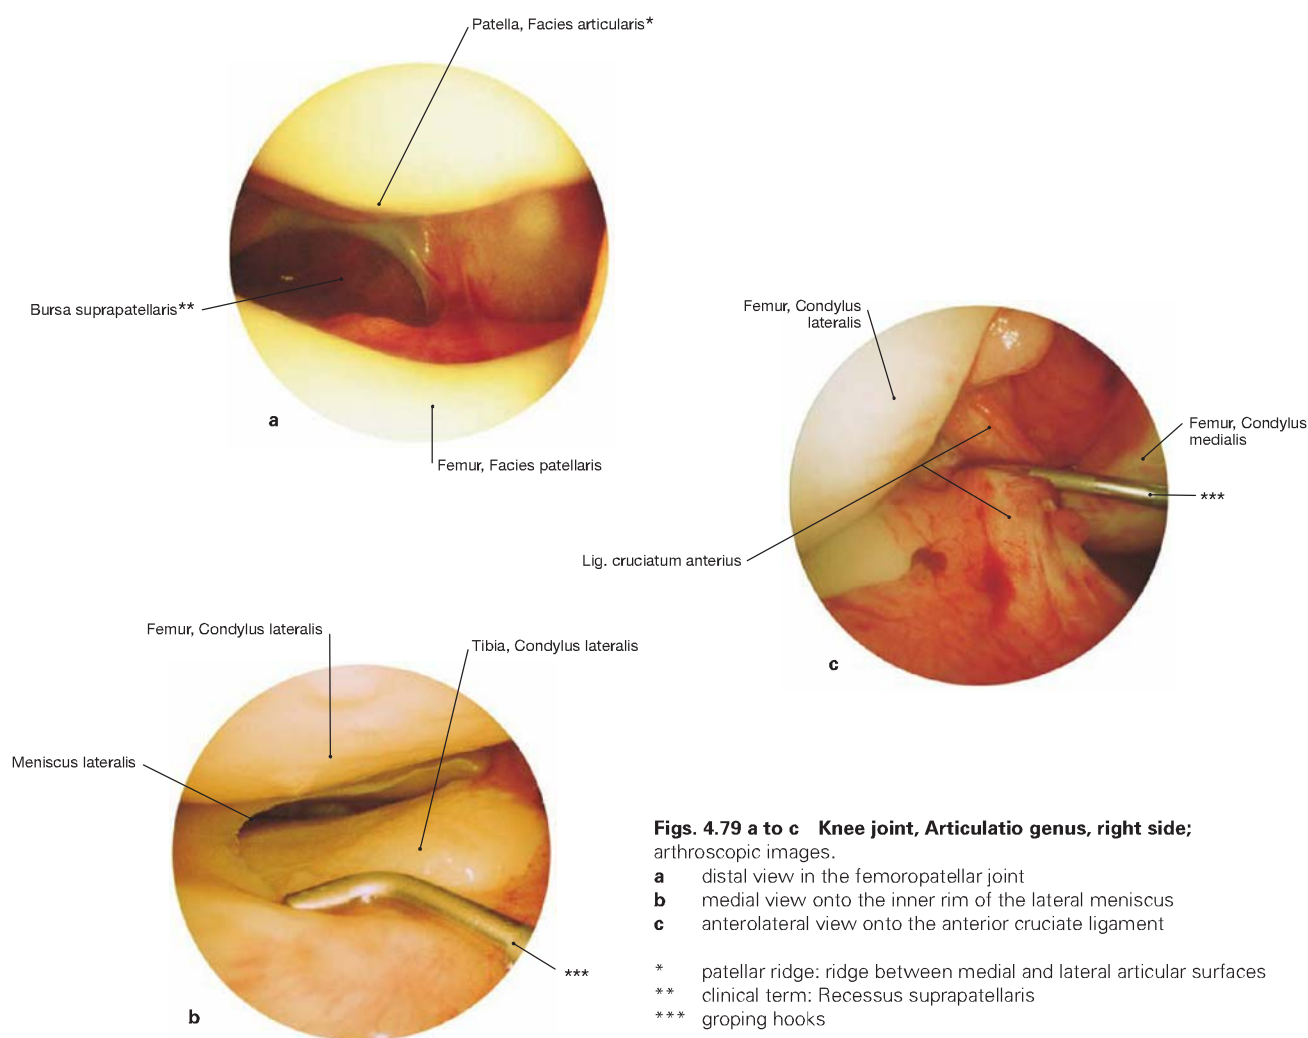 Patella, Facies articularis*
Bursa suprapatellaris**
a
Femur, Facies patellaris
Femur, Condylus
lateralis
Femur, Condylus
medialis
***
Lig. cruciatum anterius
c
Femur, Condylus lateralis
Tibia, Condylus lateralis
Meniscus lateralis
***
b
Figs. 4.79 a to c Knee joint, Articulatio genus, right side;
arthroscopic images.
a distal view in the femoropatellar joint
b medial view onto the inner rim of the lateral meniscus
c anterolateral view onto the anterior cruciate ligament
* patellar ridge: ridge between medial and lateral articular surfaces
** clinical term: Recessus suprapatellaris
*** groping hooks